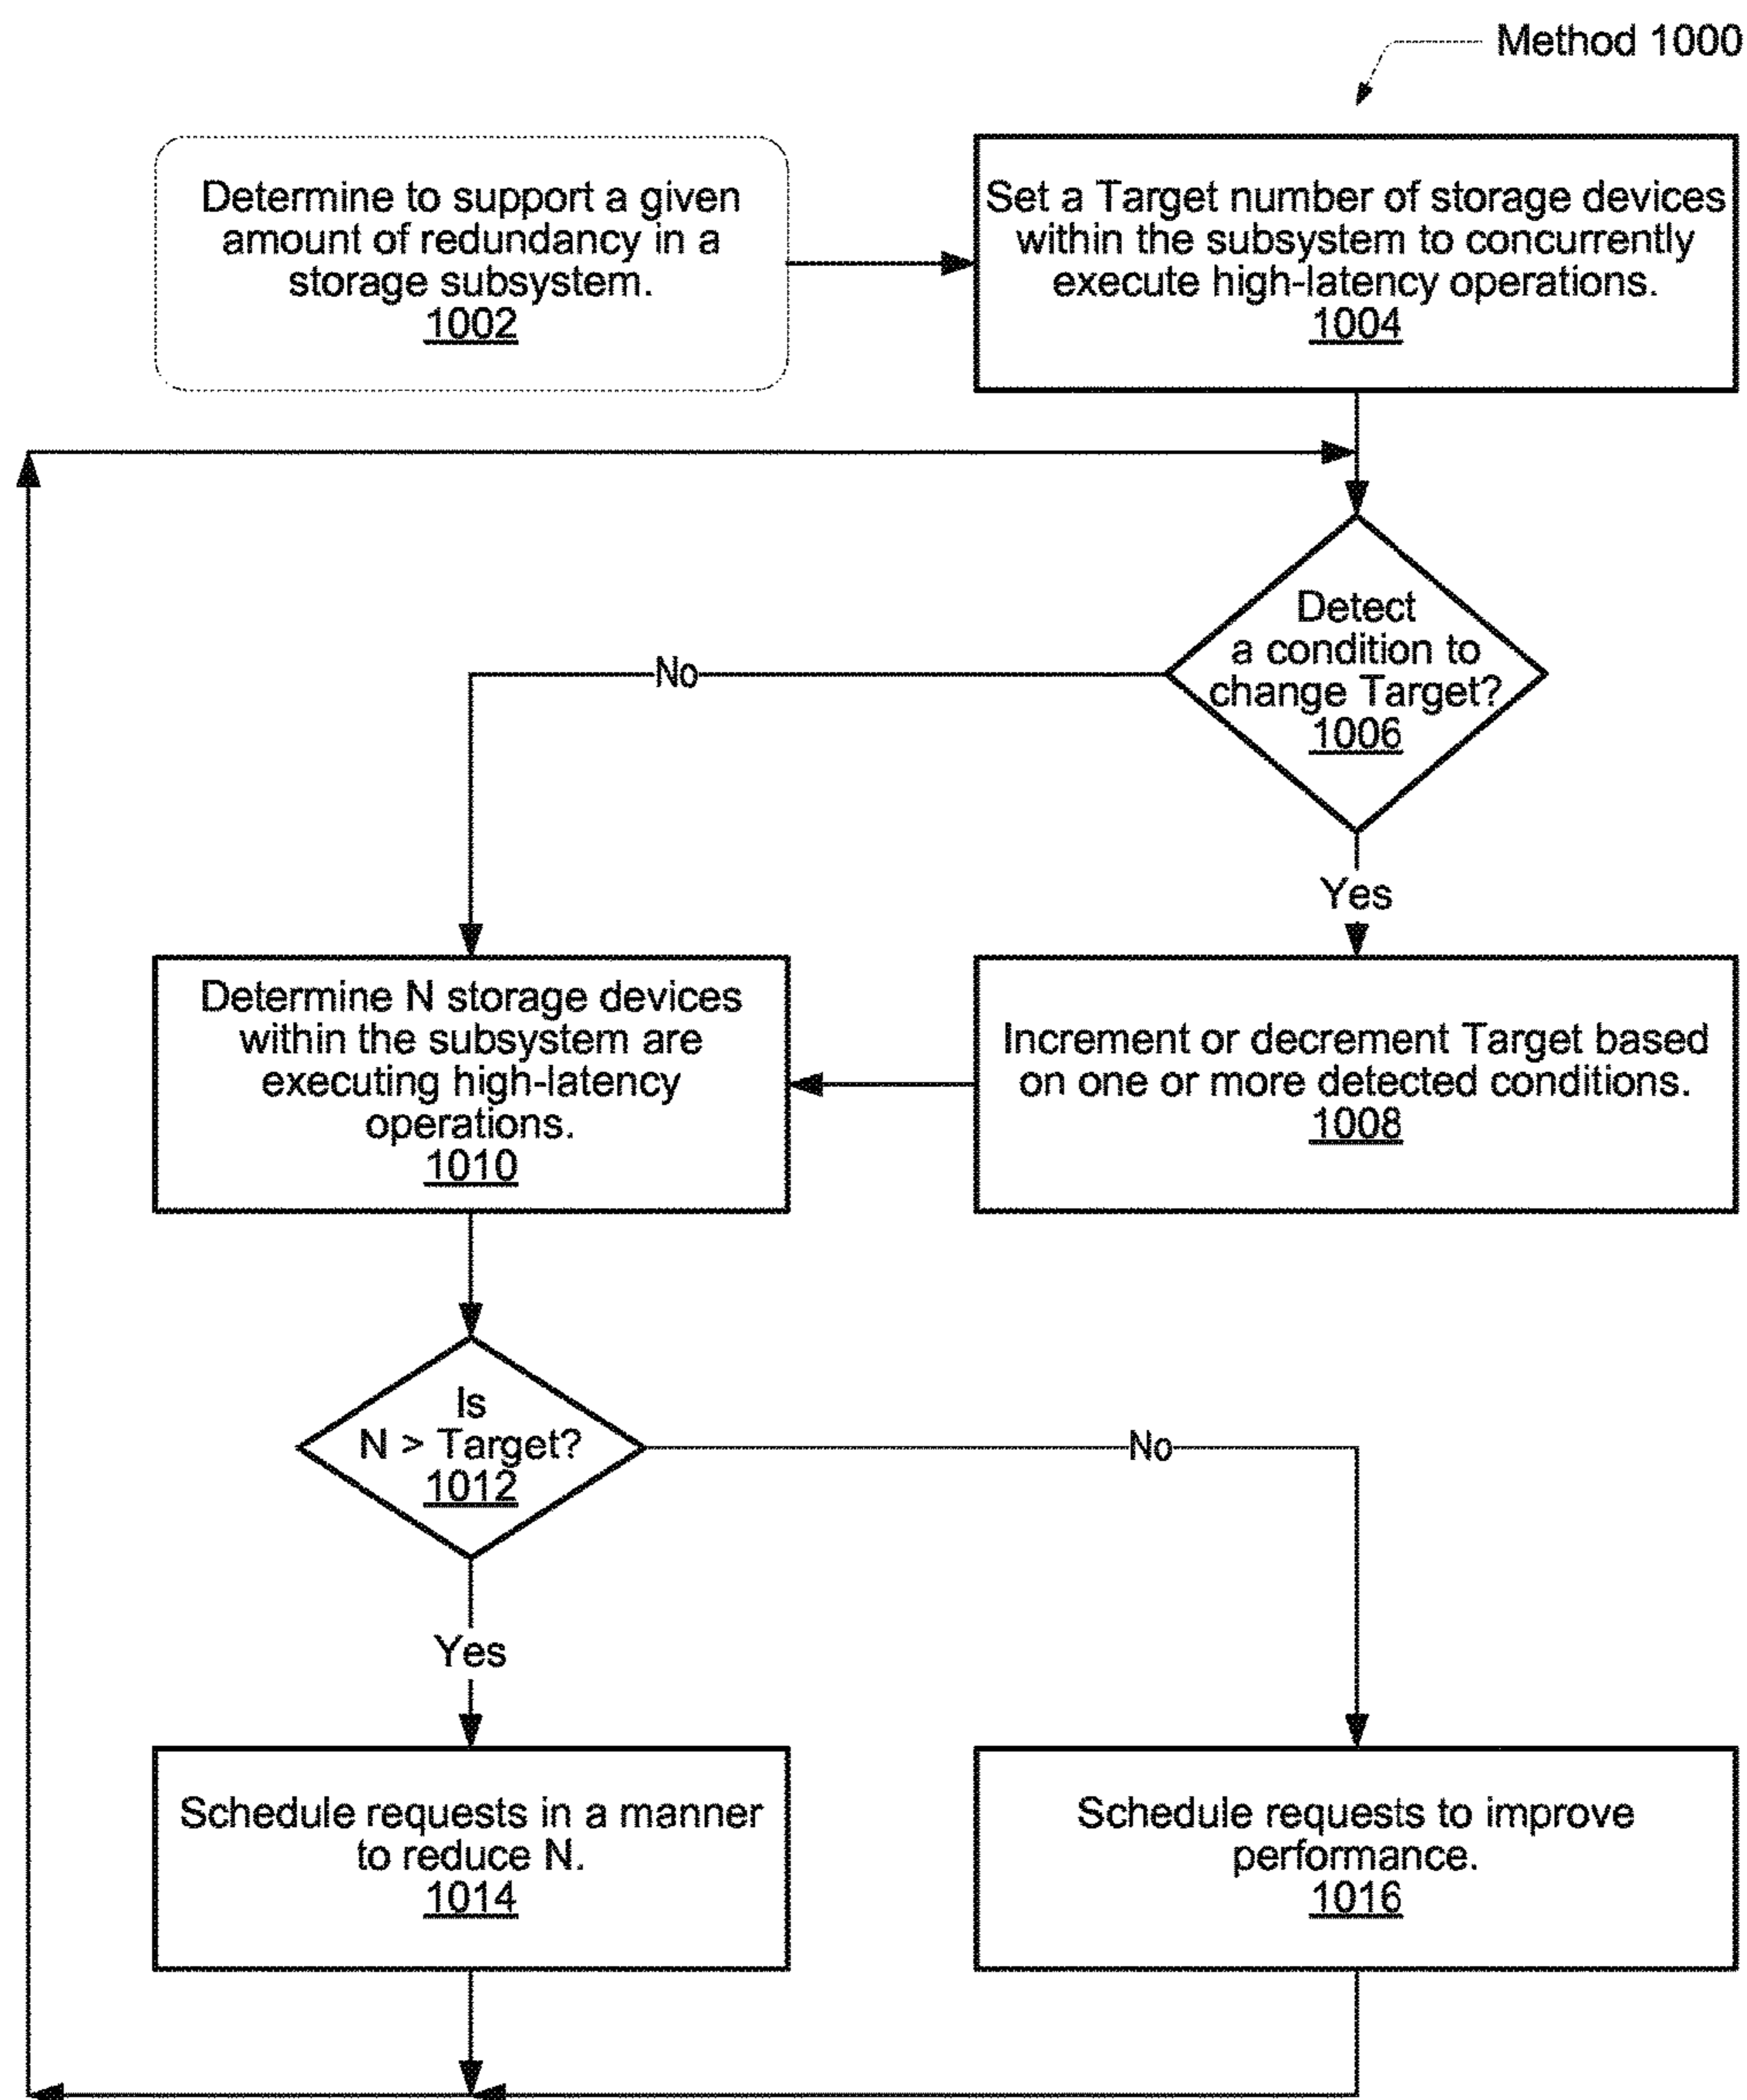 Method 1000
Determine to support a given
amount of redundancy in a
storage subsystem.
1002
Set a Target number of storage devices
within the subsystem to concurrently
execute high-latency operations.
1004
Detect
a condition to
change Target?
1006
No
Yes
Determine N storage devices
within the subsystem are
executing high-latency
operations.
1010
Increment or decrement Target based
on one or more detected conditions.
1008
Is
N > Target?
1012
No
Yes
Schedule requests in a manner
to reduce N.
1014
Schedule requests to improve
performance.
1016